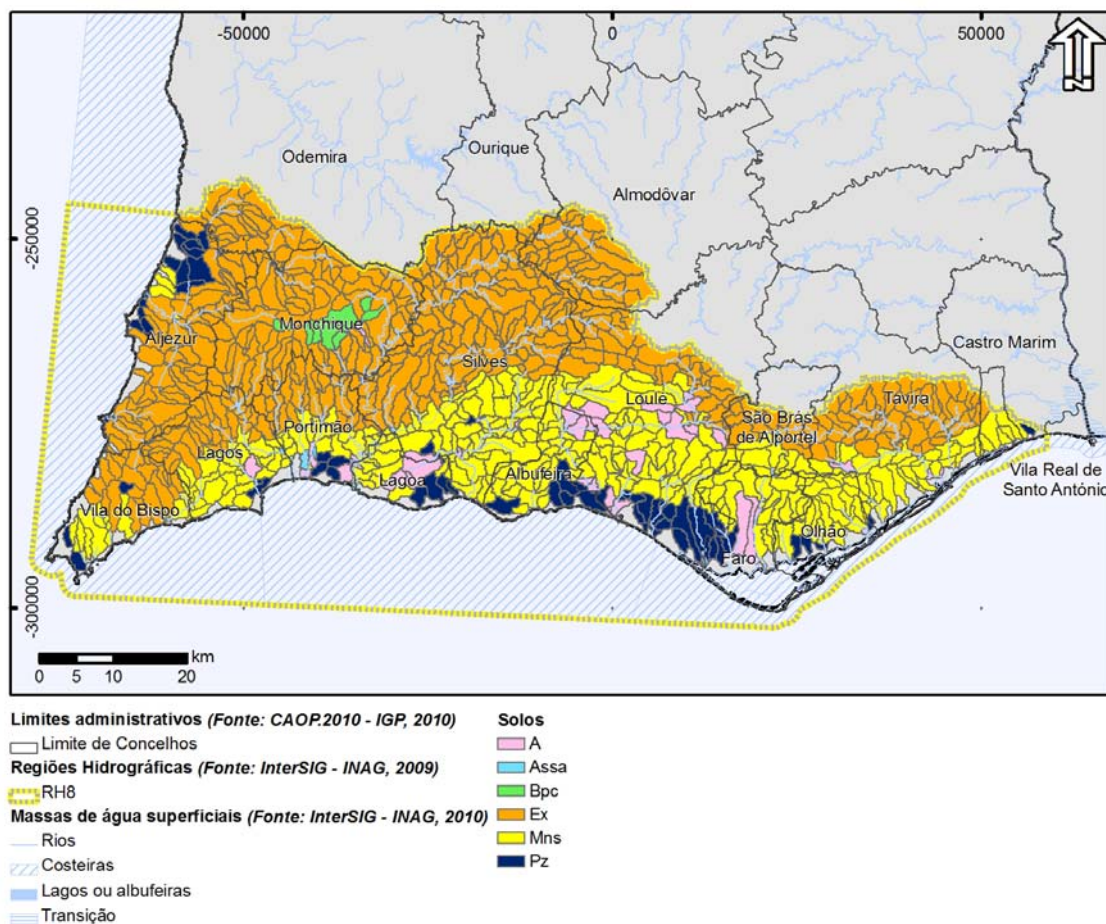 -50000
0
50000
N
Odemira
Ourique
Almodôvar
-250000
Monchique
Aljezur
Castro Marim
Silves
Loulé
Tavira
São Brás
de Alportel
Portimão
Lagos
Vila Real de
Santo António
Lagoa
Albufeira
Vila do Bispo
Olhão
Faro
-300000
km
0 5 10 20
Limites administrativos (Fonte: CAOP.2010 - IGP, 2010)
Limite de Concelhos
Regiões Hidrográficas (Fonte: InterSIG - INAG, 2009)
RH8
Massas de água superficiais (Fonte: InterSIG - INAG, 2010)
Rios
Costeiras
Lagos ou albufeiras
Transição
Solos
A
Assa
Bpc
Ex
Mns
Pz